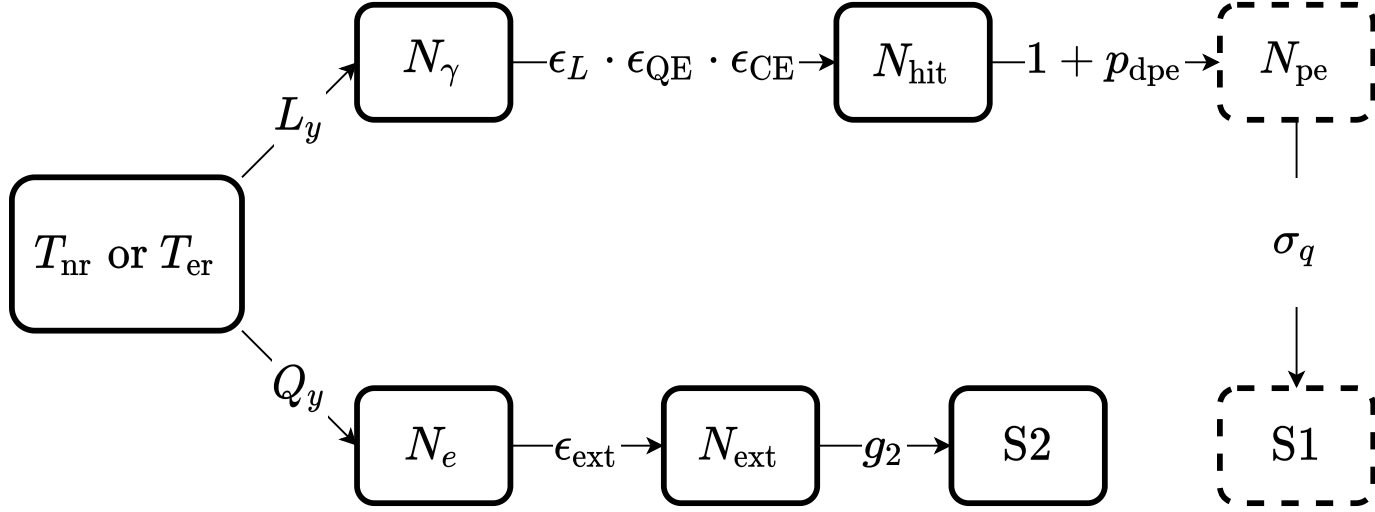 N_γ
ϵ_L · ϵ_QE · ϵ_CE
N_hit
1 + p_dpe
N_pe
L_y
T_nr or T_er
σ_q
Q_y
N_e
ϵ_ext
N_ext
g_2
S2
S1